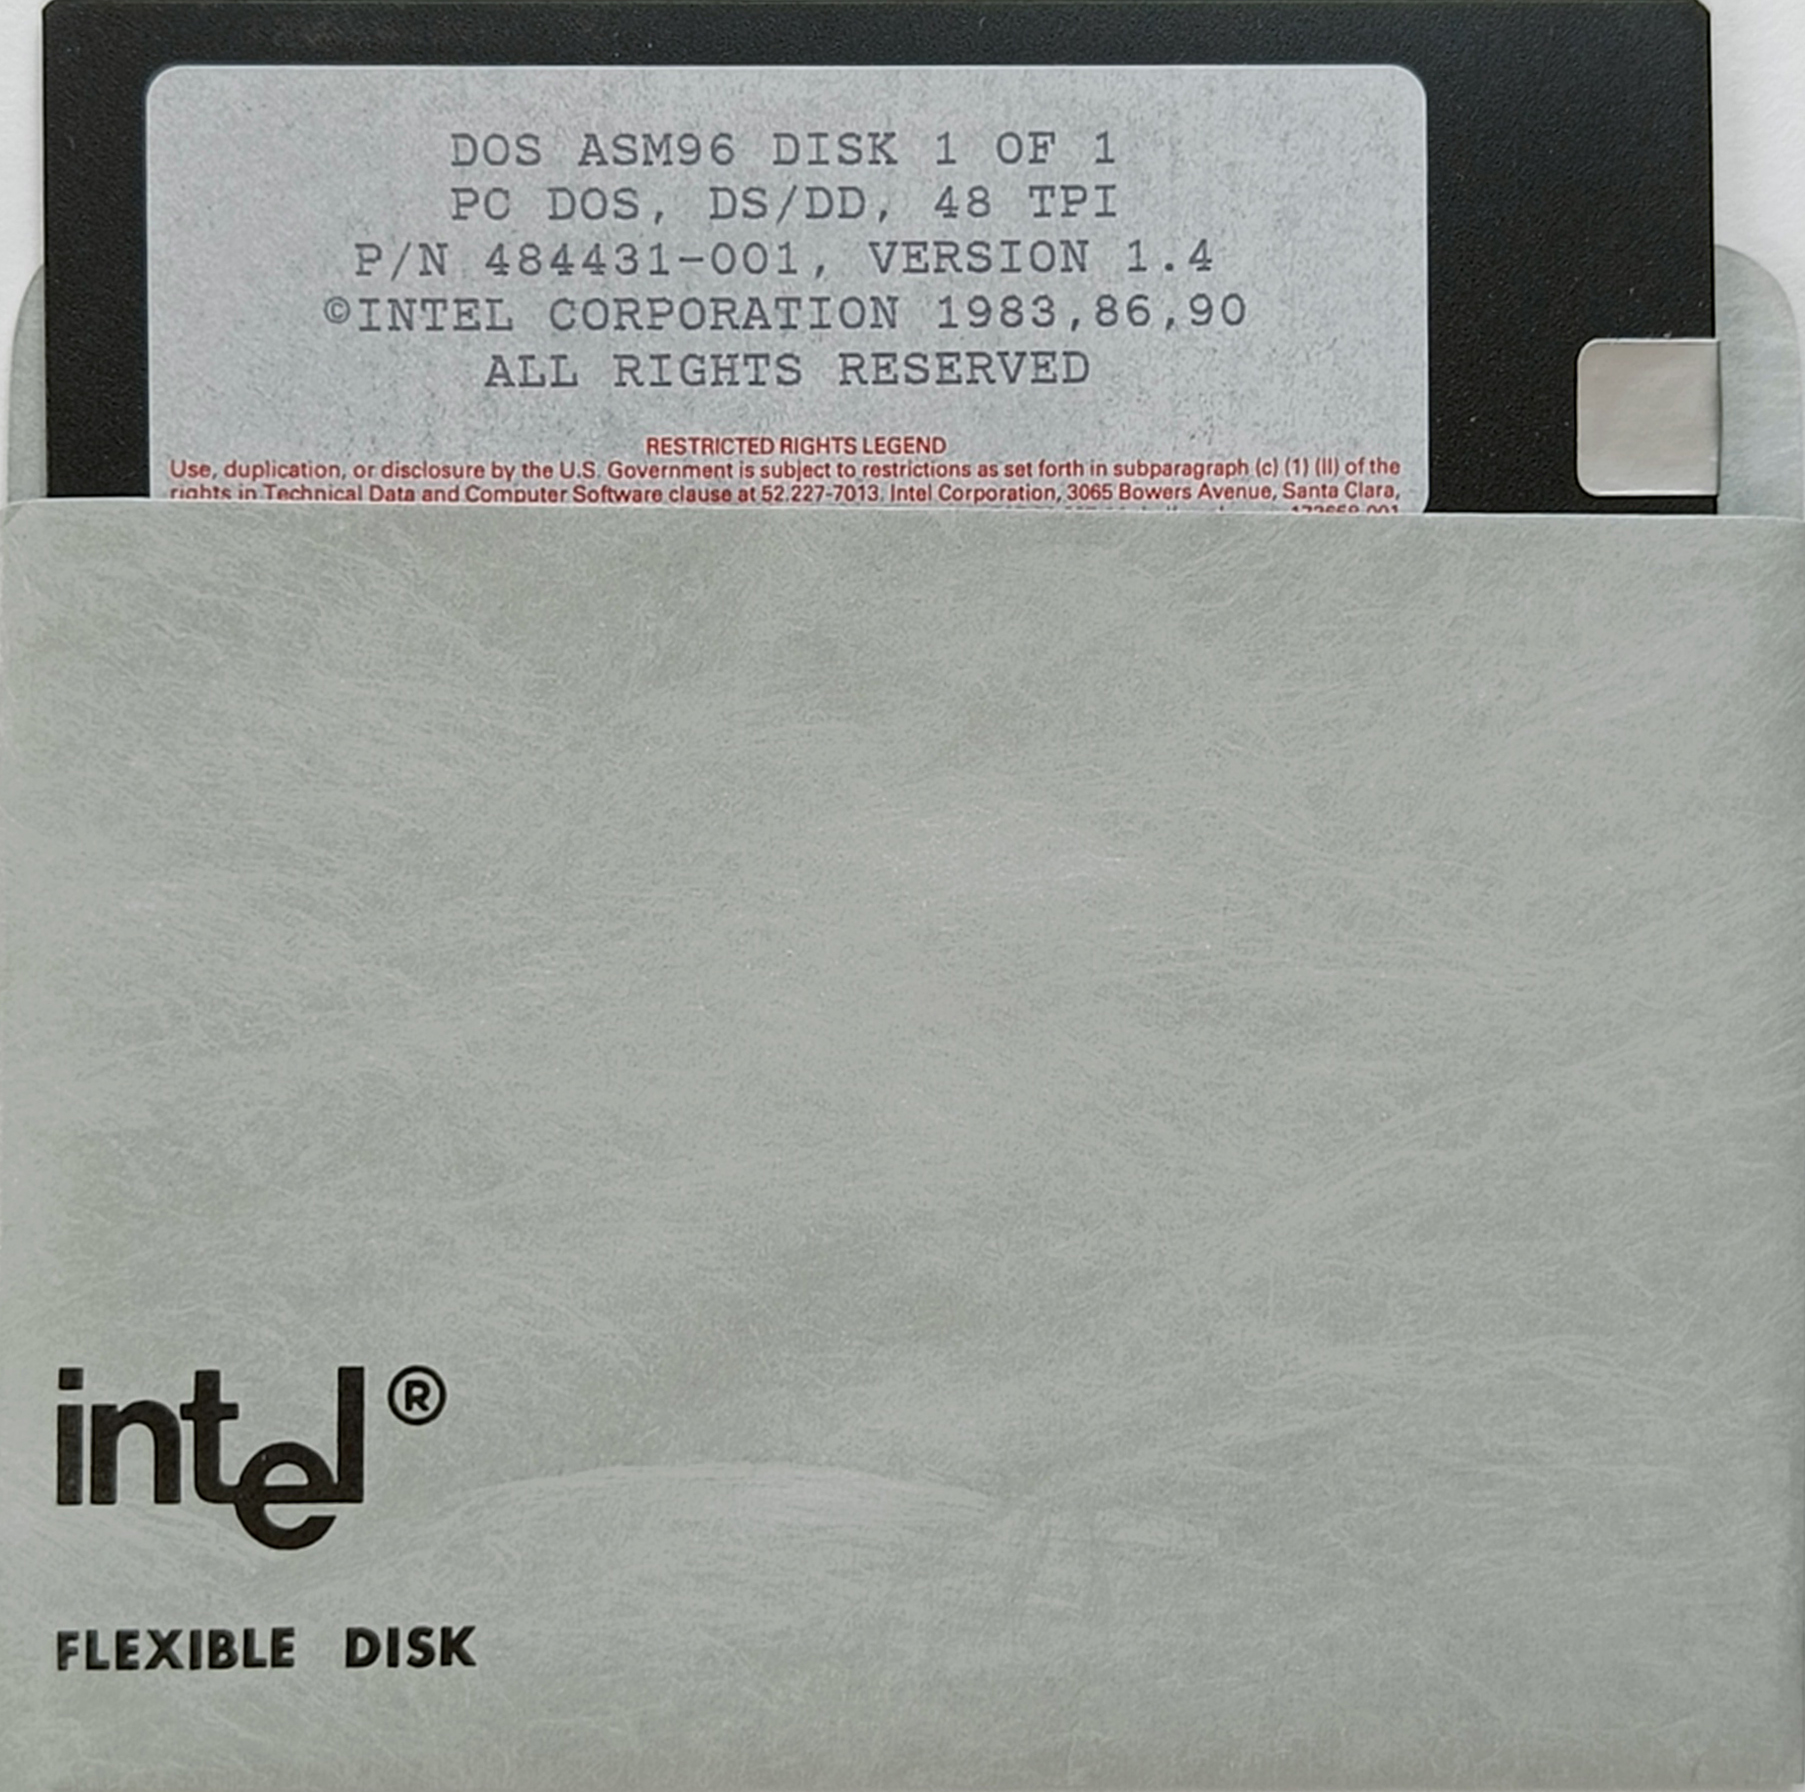 DOS ASM96 DISK 1 OF 1
PC DOS, DS/DD, 48 TPI
P/N 484431-001, VERSION 1.4
©INTEL CORPORATION 1983,86,90
ALL RIGHTS RESERVED
RESTRICTED RIGHTS LEGEND
Use, duplication, or disclosure by the U.S. Government is subject to restrictions as set forth in subparagraph (c) (1) (II) of the
rights in Technical Data and Computer Software clause at 52.227-7013. Intel Corporation, 3065 Bowers Avenue, Santa Clara,
intel®
FLEXIBLE DISK